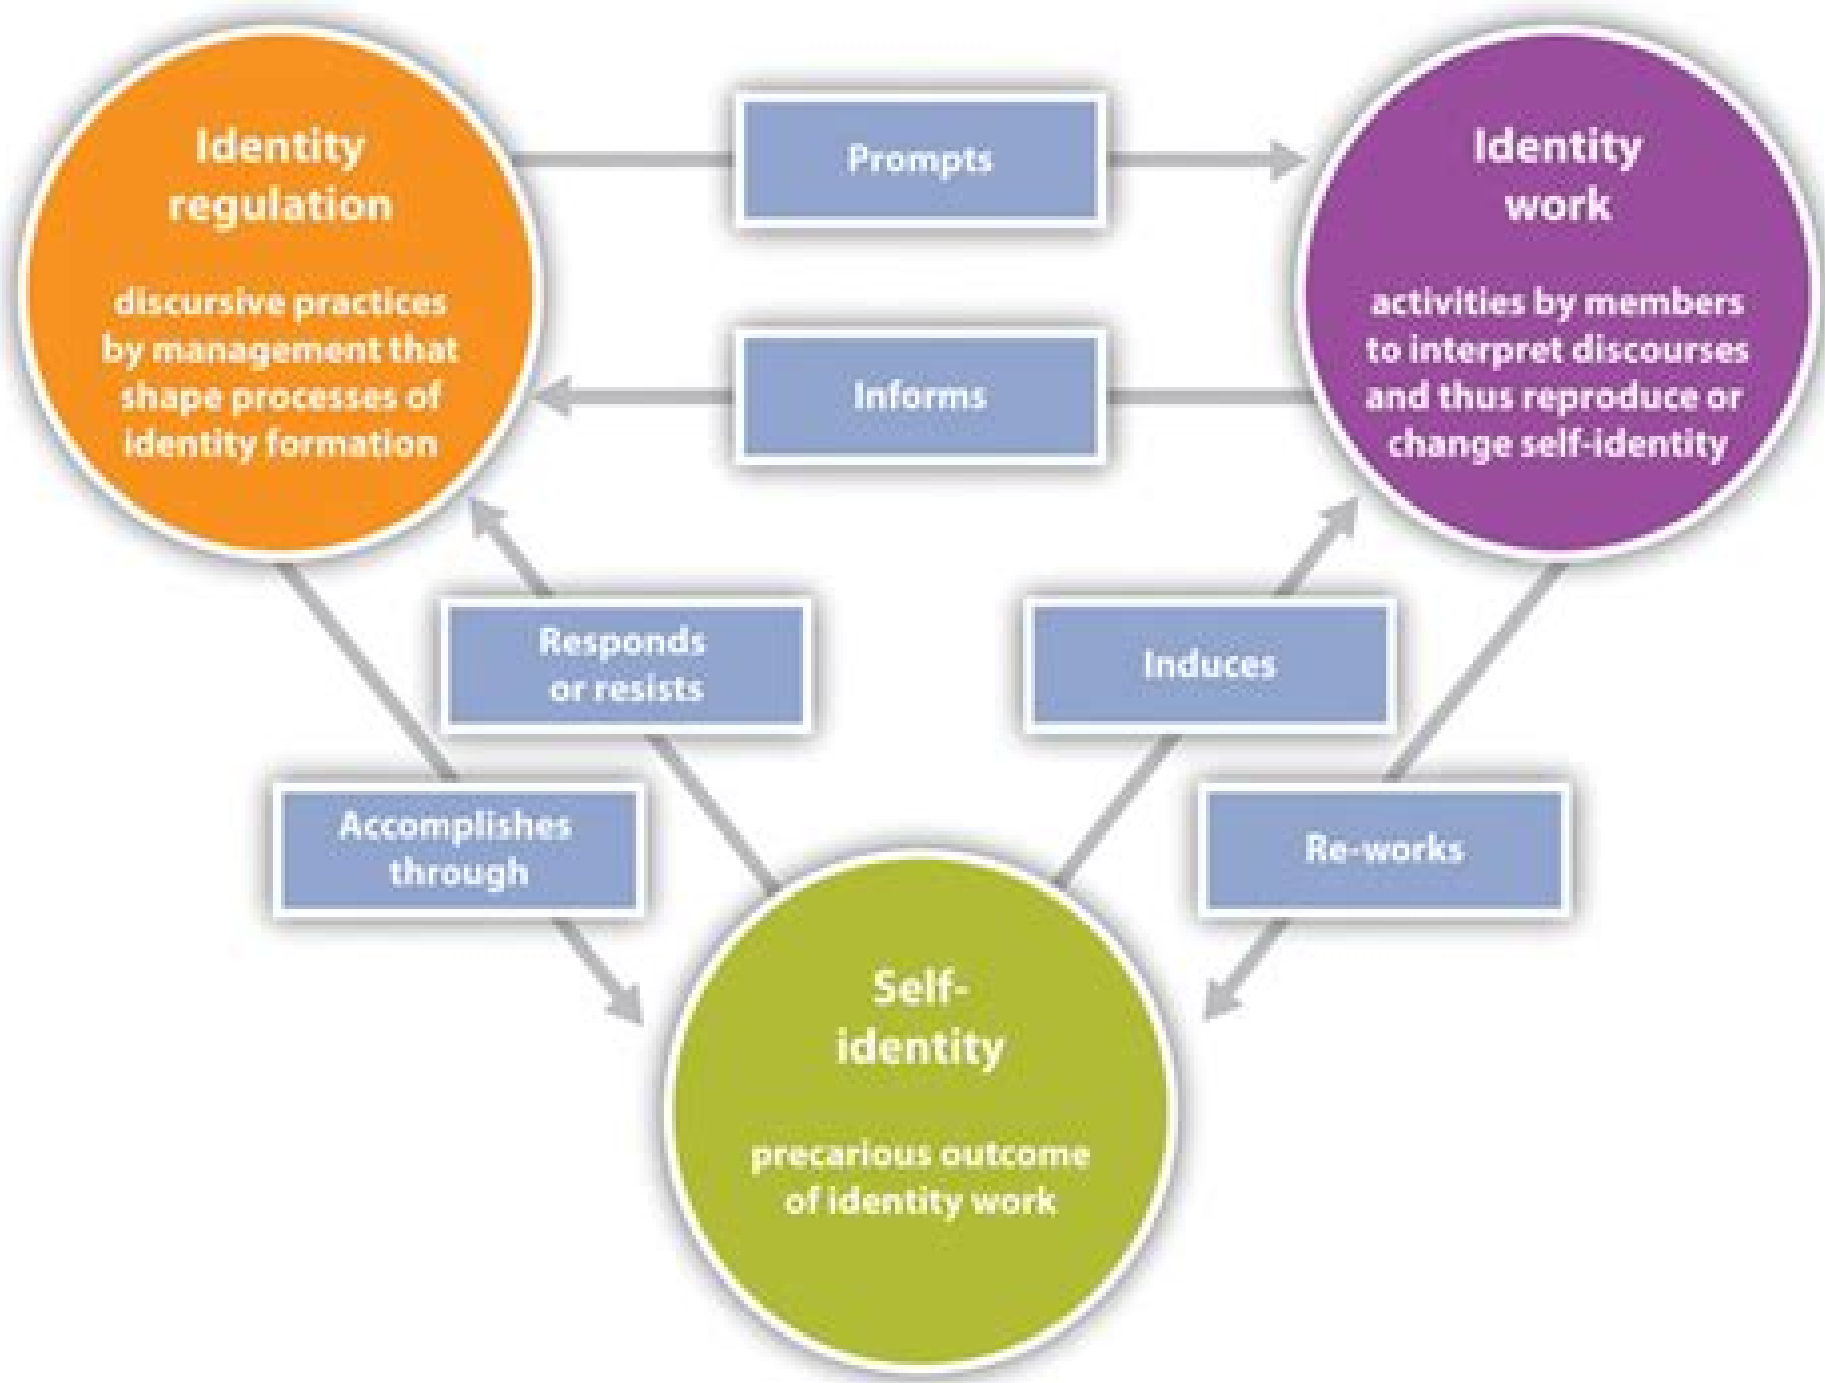 Identity
regulation
discursive practices
by management that
shape processes of
identity formation
Prompts
Informs
Identity
work
activities by members
to interpret discourses
and thus reproduce or
change self-identity
Responds
or resists
Induces
Accomplishes
through
Re-works
Self-
identity
precarious outcome
of identity work